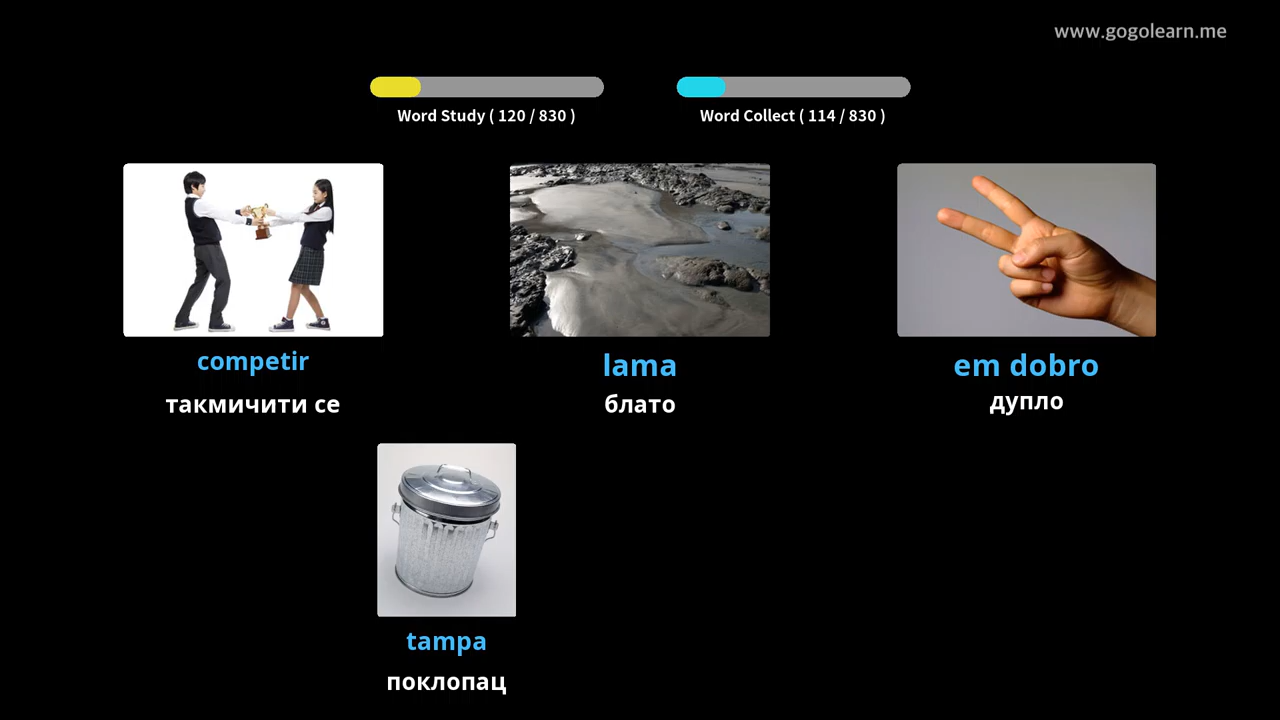 www.gogolearn.me
Word Study ( 120 / 830 )
Word Collect ( 114 / 830 )
competir
такмичити се
lama
блато
em dobro
дупло
tampa
поклопац